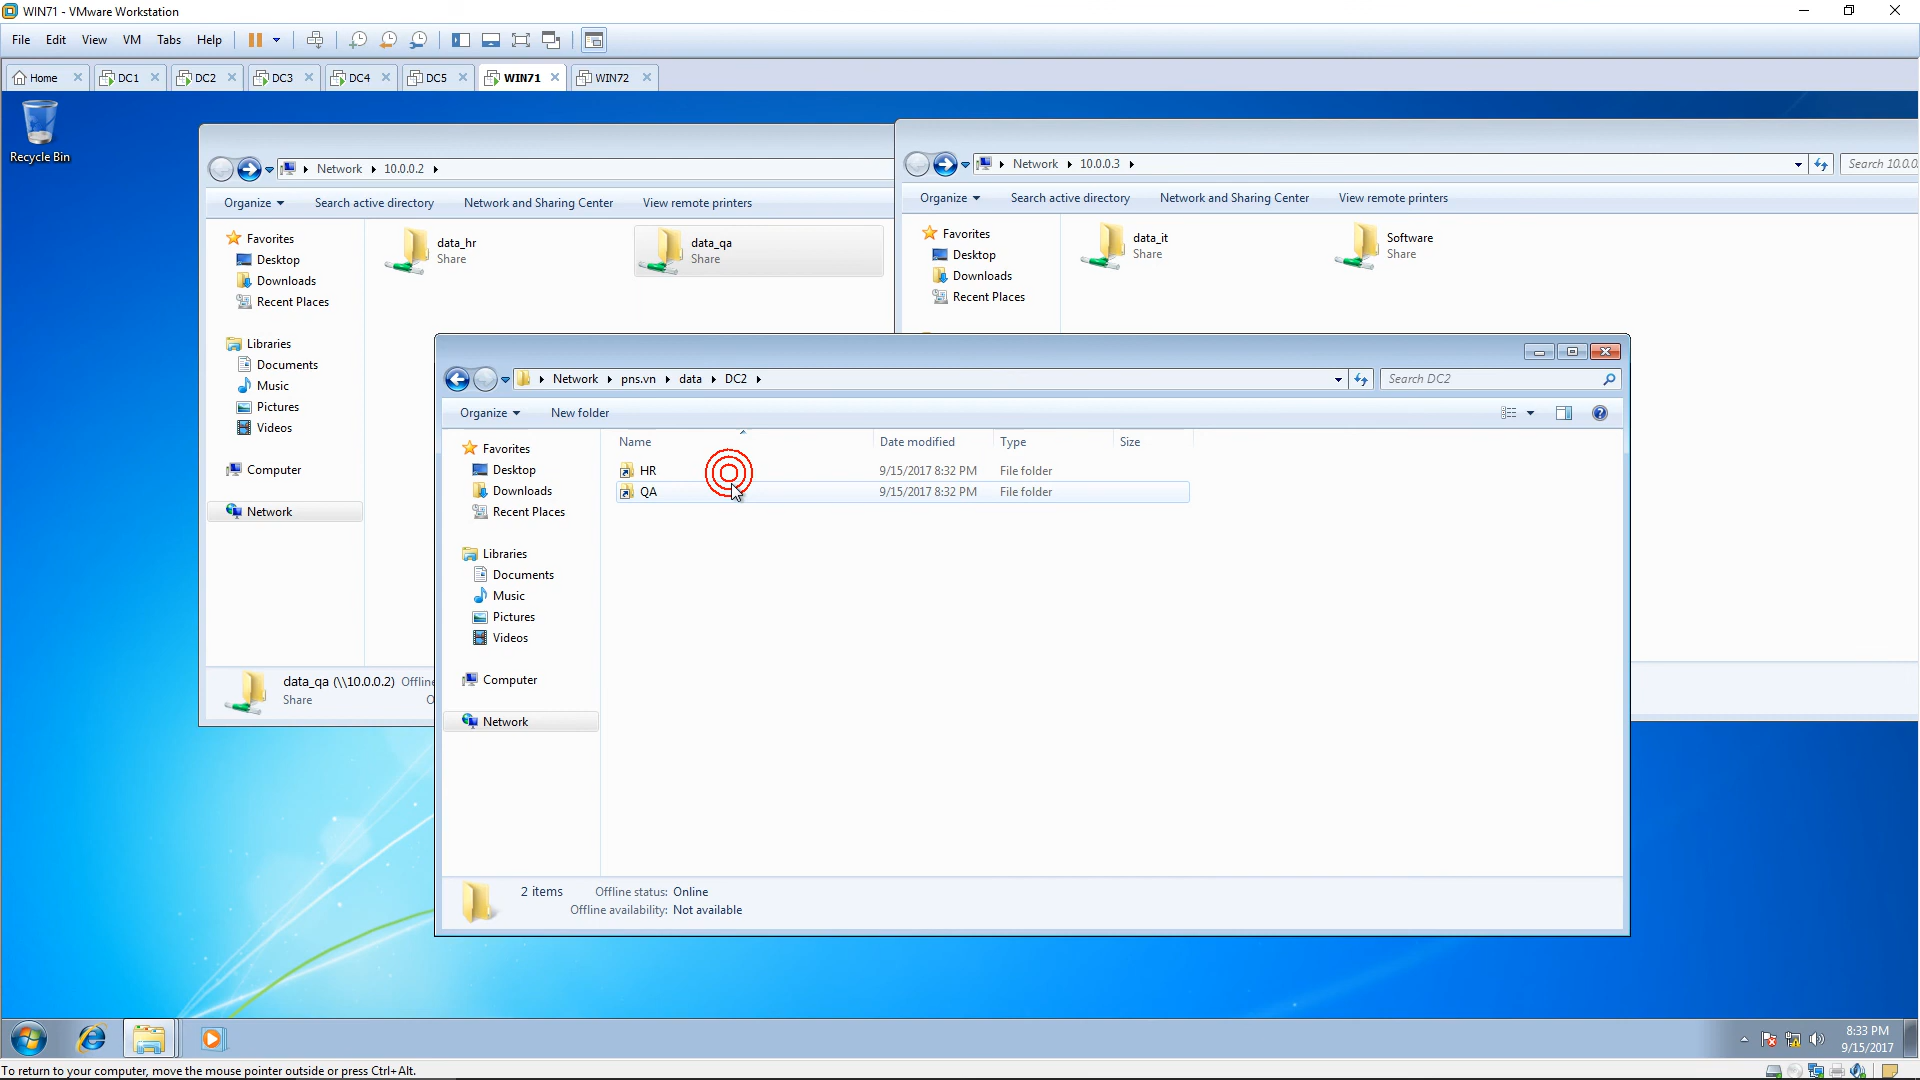 WIN71 - VMware Workstation
File Edit View VM Tabs Help
Home DC1 DC2 DC3 DC4 DC5 WIN71 WIN72
Recycle Bin
Network 10.0.0.2
Organize Search active directory Network and Sharing Center View remote printers
Favorites
Desktop
Downloads
Recent Places
Libraries
Documents
Music
Pictures
Videos
Computer
Network
data_hr
Share
data_qa
Share
data_qa (\\10.0.0.2) Offline
Share O
Network 10.0.0.3 Search 10.0.0.
Organize Search active directory Network and Sharing Center View remote printers
Favorites
Desktop
Downloads
Recent Places
data_it
Share
Software
Share
Network pns.vn data DC2 Search DC2
Organize New folder
Favorites
Desktop
Downloads
Recent Places
Libraries
Documents
Music
Pictures
Videos
Computer
Network
Name Date modified Type Size
HR 9/15/2017 8:32 PM File folder
QA 9/15/2017 8:32 PM File folder
2 items Offline status: Online
Offline availability: Not available
8:33 PM
9/15/2017
To return to your computer, move the mouse pointer outside or press Ctrl+Alt.